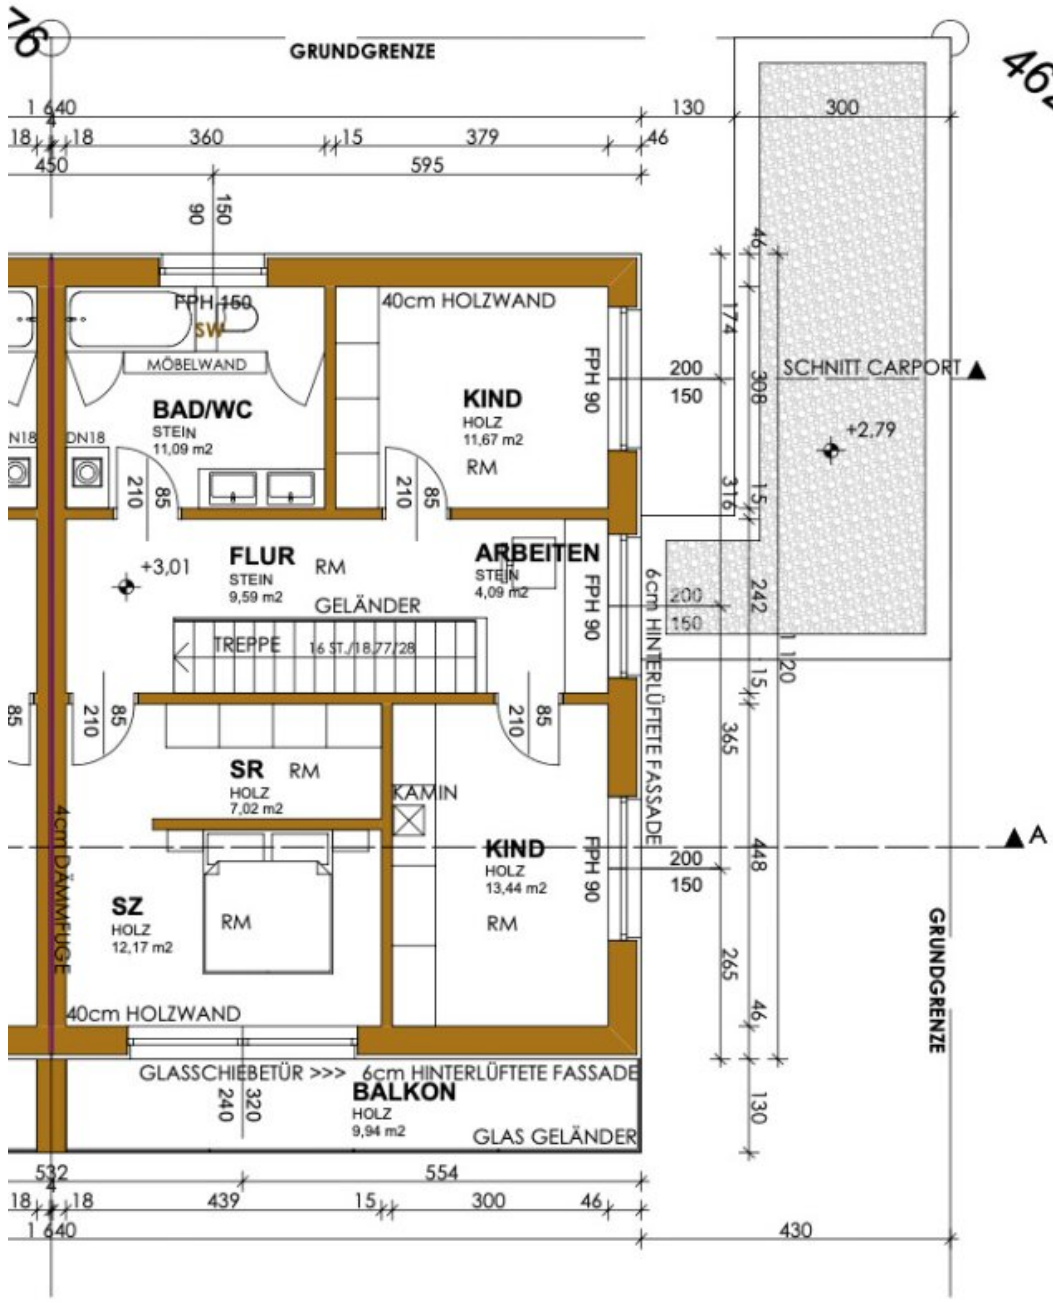 76
GRUNDGRENZE
462
1 640
130
300
4
18
18
360
15
379
46
450
595
150
90
46
FPH 150
SW
40cm HOLZWAND
174
MÖBELWAND
FPH 90
200
150
308
SCHNITT CARPORT
BAD/WC
STEIN
11,09 m2
KIND
HOLZ
11,67 m2
RM
+2,79
N18
DN18
210
85
210
85
316
15
+3,01
FLUR
STEIN
9,59 m2
RM
ARBEITEN
STEIN
4,09 m2
FPH 90
200
150
242
GELÄNDER
TREPPE
16 ST./18,77/28
6cm HINTERLÜFTETE FASSADE
1 120
15
85
210
85
210
85
365
SR
HOLZ
7,02 m2
RM
KAMIN
4cm DÄMMFUGE
KIND
HOLZ
13,44 m2
RM
FPH 90
200
150
448
A
SZ
HOLZ
12,17 m2
RM
GRUNDGRENZE
265
46
40cm HOLZWAND
GLASSCHIEBETÜR >>>
6cm HINTERLÜFTETE FASSADE
320
240
BALKON
HOLZ
9,94 m2
GLAS GELÄNDER
130
532
554
4
18
18
439
15
300
46
1 640
430